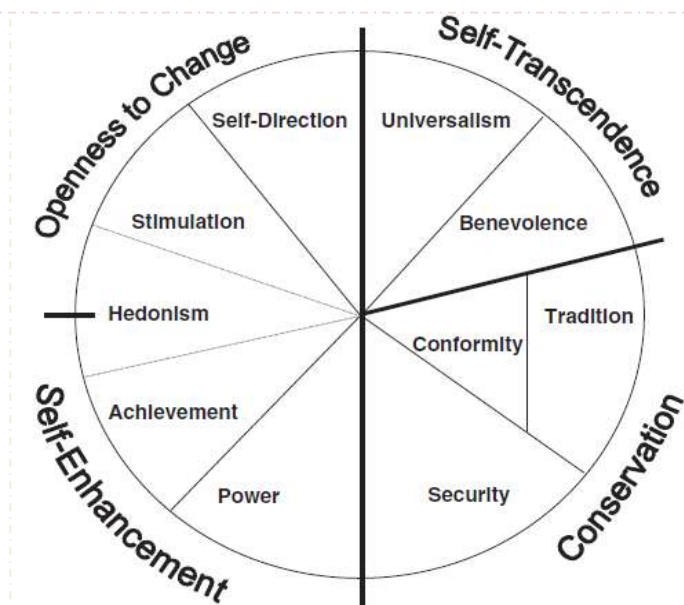 Openness to Change
Self-Transcendence
Self-Direction
Universalism
Stimulation
Benevolence
Hedonism
Tradition
Conformity
Achievement
Power
Security
Self-Enhancement
Conservation